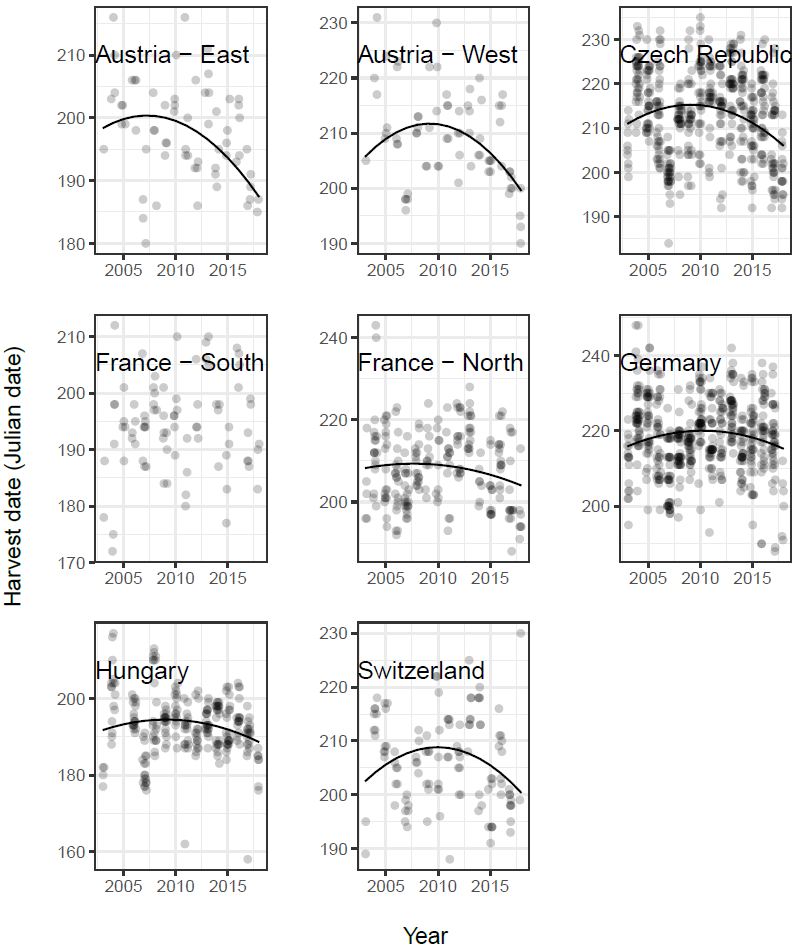 Austria − East
210
200
190
180
2005 2010 2015
Austria − West
230
220
210
200
190
2005 2010 2015
Czech Republic
230
220
210
200
190
2005 2010 2015
France − South
210
200
190
180
170
2005 2010 2015
France − North
240
220
200
2005 2010 2015
Germany
240
220
200
2005 2010 2015
Hungary
200
180
160
2005 2010 2015
Switzerland
230
220
210
200
190
2005 2010 2015
Harvest date (Julian date)
Year